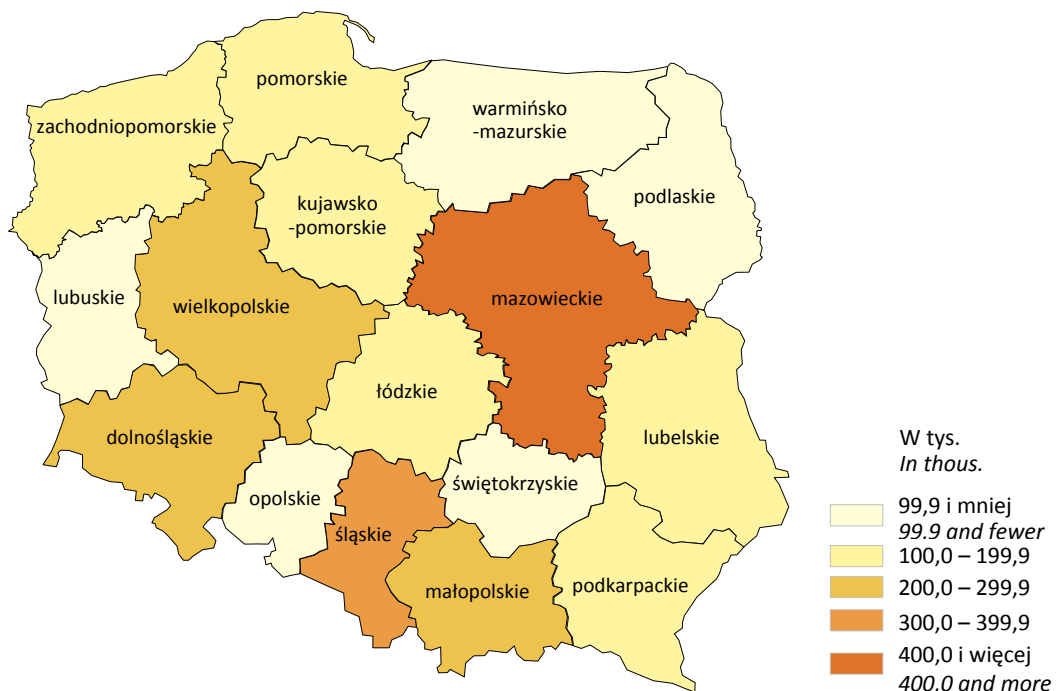 pomorskie
zachodniopomorskie
warmińsko
-mazurskie
podlaskie
kujawsko
-pomorskie
lubuskie
wielkopolskie
mazowieckie
łódzkie
dolnośląskie
lubelskie
opolskie
śląskie
świętokrzyskie
małopolskie
podkarpackie
W tys.
In thous.
99,9 i mniej
99.9 and fewer
100,0 – 199,9
200,0 – 299,9
300,0 – 399,9
400,0 i więcej
400.0 and more